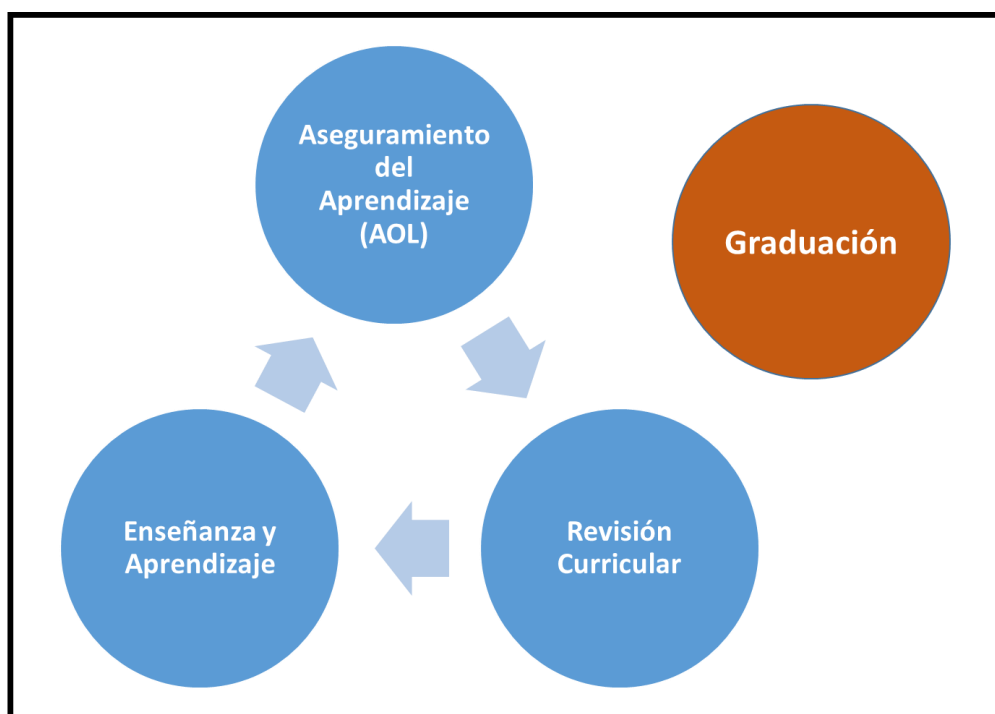 Aseguramiento
del
Aprendizaje
(AOL)
Graduación
Enseñanza y
Aprendizaje
Revisión
Curricular